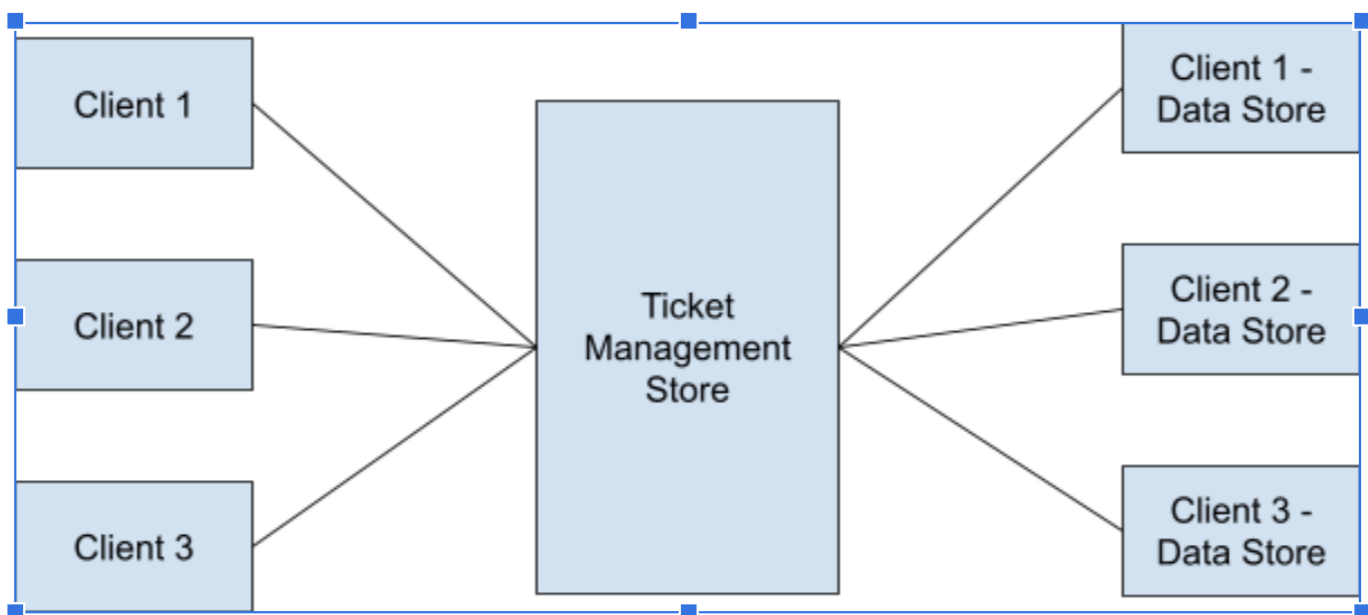 Client 1
Client 2
Client 3
Ticket
Management
Store
Client 1 -
Data Store
Client 2 -
Data Store
Client 3 -
Data Store